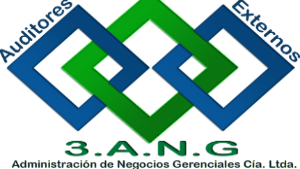 Auditores
Externos
3.A.N.G
Administración de Negocios Gerenciales Cía. Ltda.